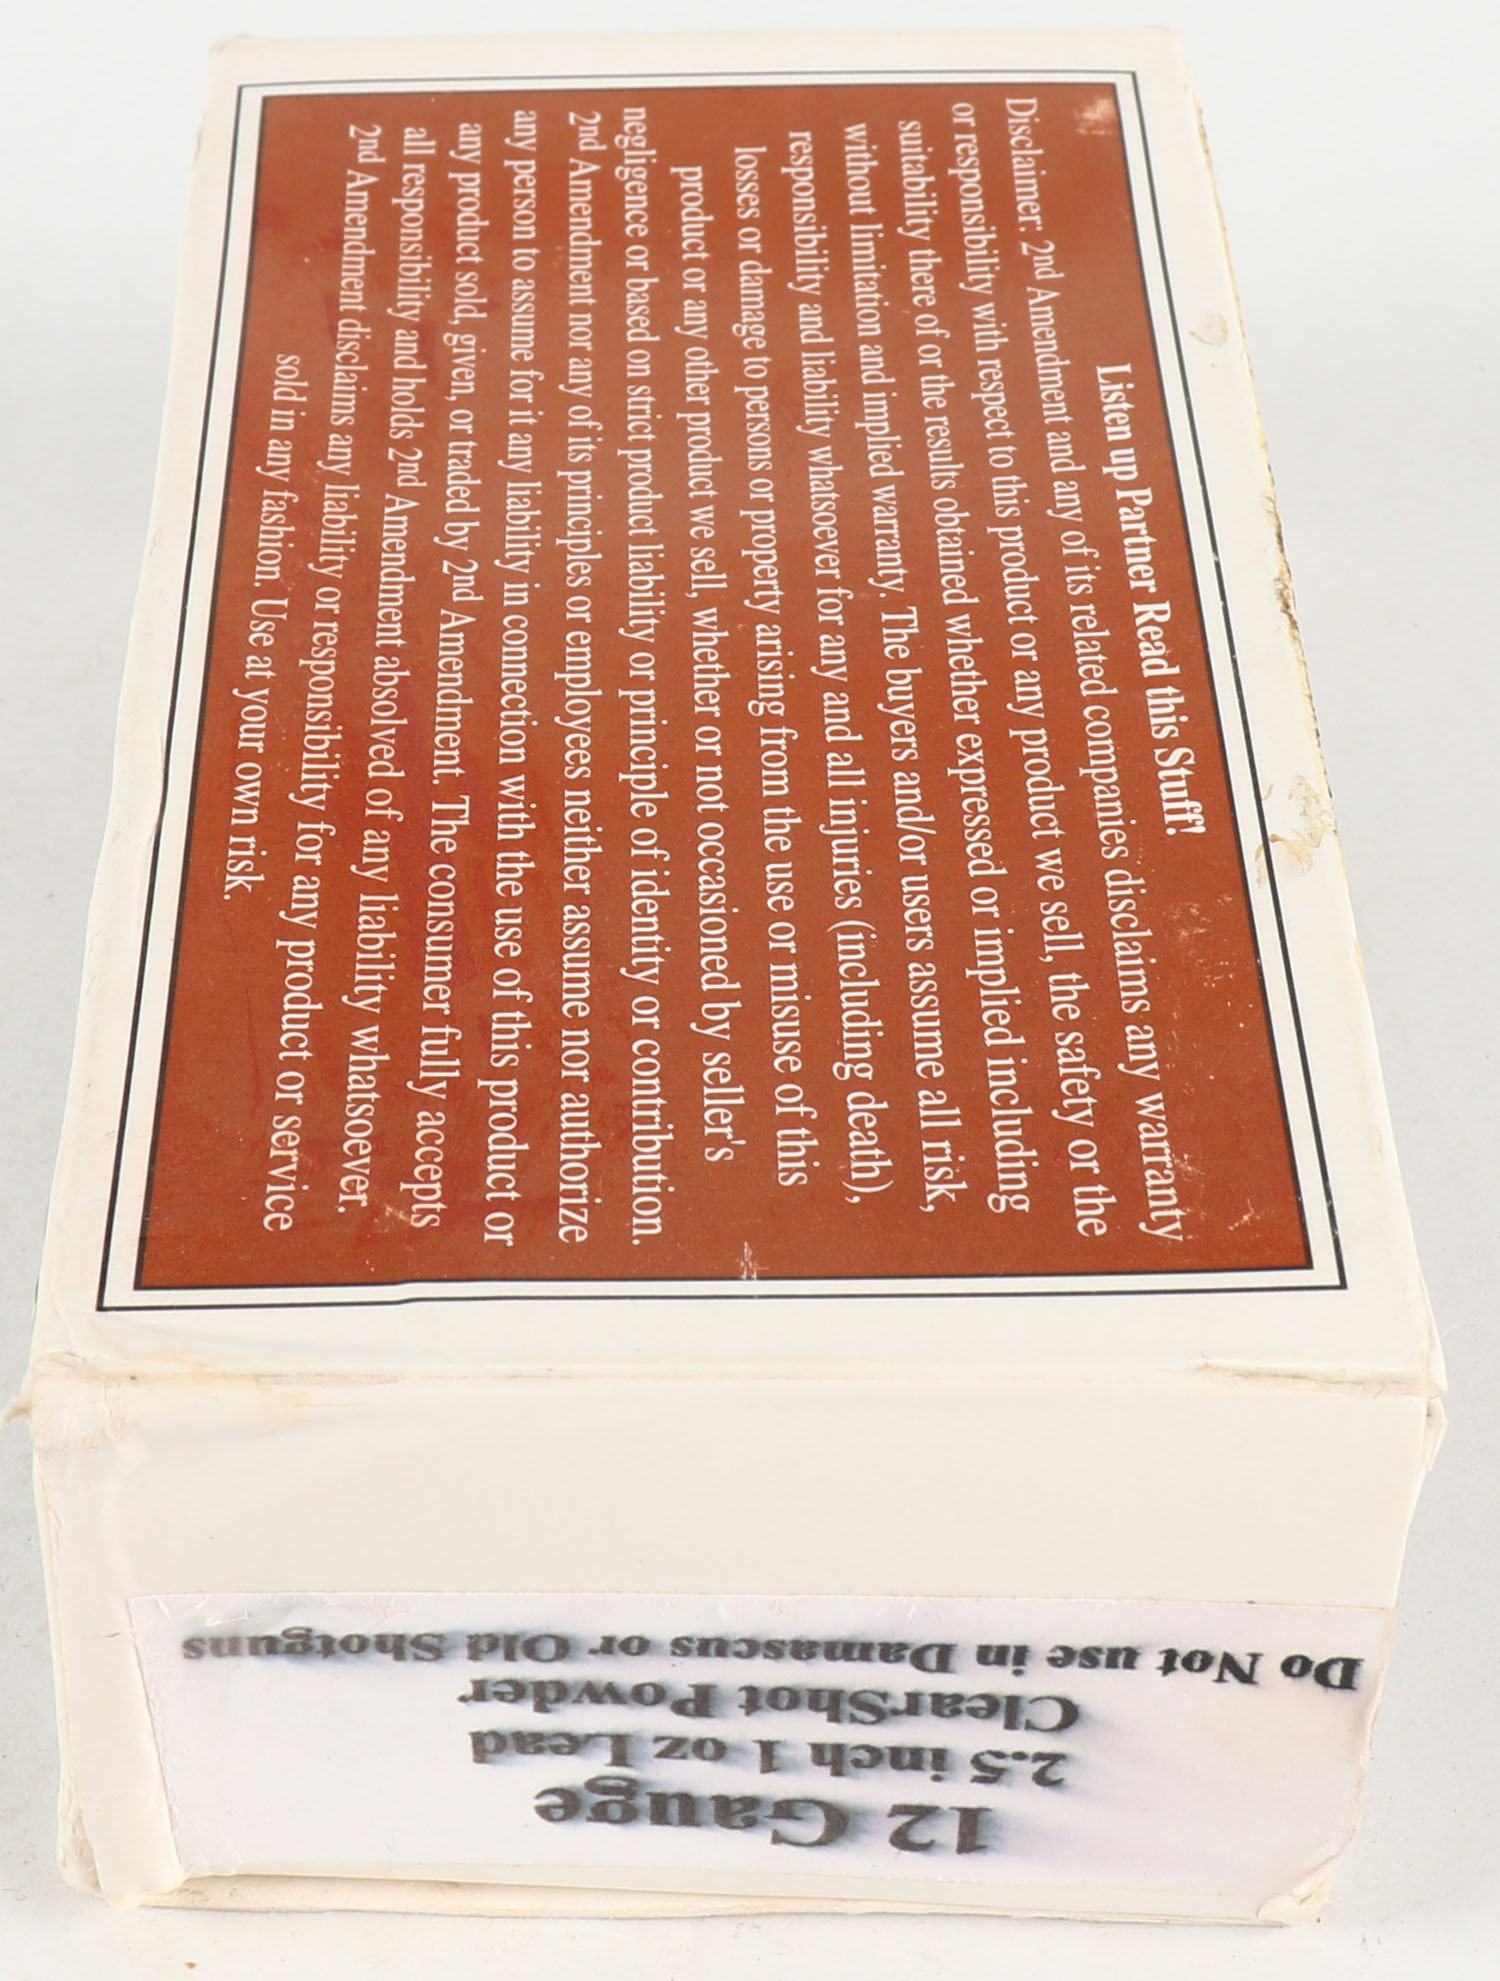 Listen up Partner Read this Stuff!
Disclaimer: 2nd Amendment and any of its related companies disclaims any warranty
or responsibility with respect to this product or any product we sell, the safety or the
suitability there of or the results obtained whether expressed or implied including
without limitation and implied warranty. The buyers and/or users assume all risk,
responsibility and liability whatsoever for any and all injuries (including death),
losses or damage to persons or property arising from the use or misuse of this
product or any other product we sell, whether or not occasioned by seller's
negligence or based on strict product liability or principle of identity or contribution.
2nd Amendment nor any of its principles or employees neither assume nor authorize
any person to assume for it any liability in connection with the use of this product or
any product sold, given, or traded by 2nd Amendment. The consumer fully accepts
all responsibility and holds 2nd Amendment absolved of any liability whatsoever.
2nd Amendment disclaims any liability or responsibility for any product or service
sold in any fashion. Use at your own risk.
12 Gauge
2.5 inch 1 oz Lead
ClearShot Powder
Do Not use in Damascus or Old Shotguns